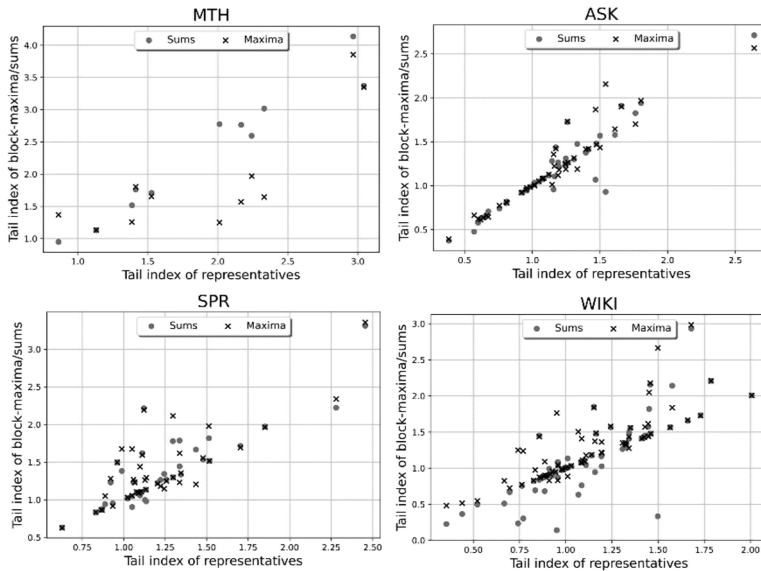 MTH
Sums Maxima
Tail index of block-maxima/sums
4.0
3.5
3.0
2.5
2.0
1.5
1.0
1.0 1.5 2.0 2.5 3.0
Tail index of representatives
ASK
Sums Maxima
Tail index of block-maxima/sums
2.5
2.0
1.5
1.0
0.5
0.5 1.0 1.5 2.0 2.5
Tail index of representatives
SPR
Sums Maxima
Tail index of block-maxima/sums
3.0
2.5
2.0
1.5
1.0
0.5
0.75 1.00 1.25 1.50 1.75 2.00 2.25 2.50
Tail index of representatives
WIKI
Sums Maxima
Tail index of block-maxima/sums
3.0
2.5
2.0
1.5
1.0
0.5
0.0
0.50 0.75 1.00 1.25 1.50 1.75 2.00
Tail index of representatives